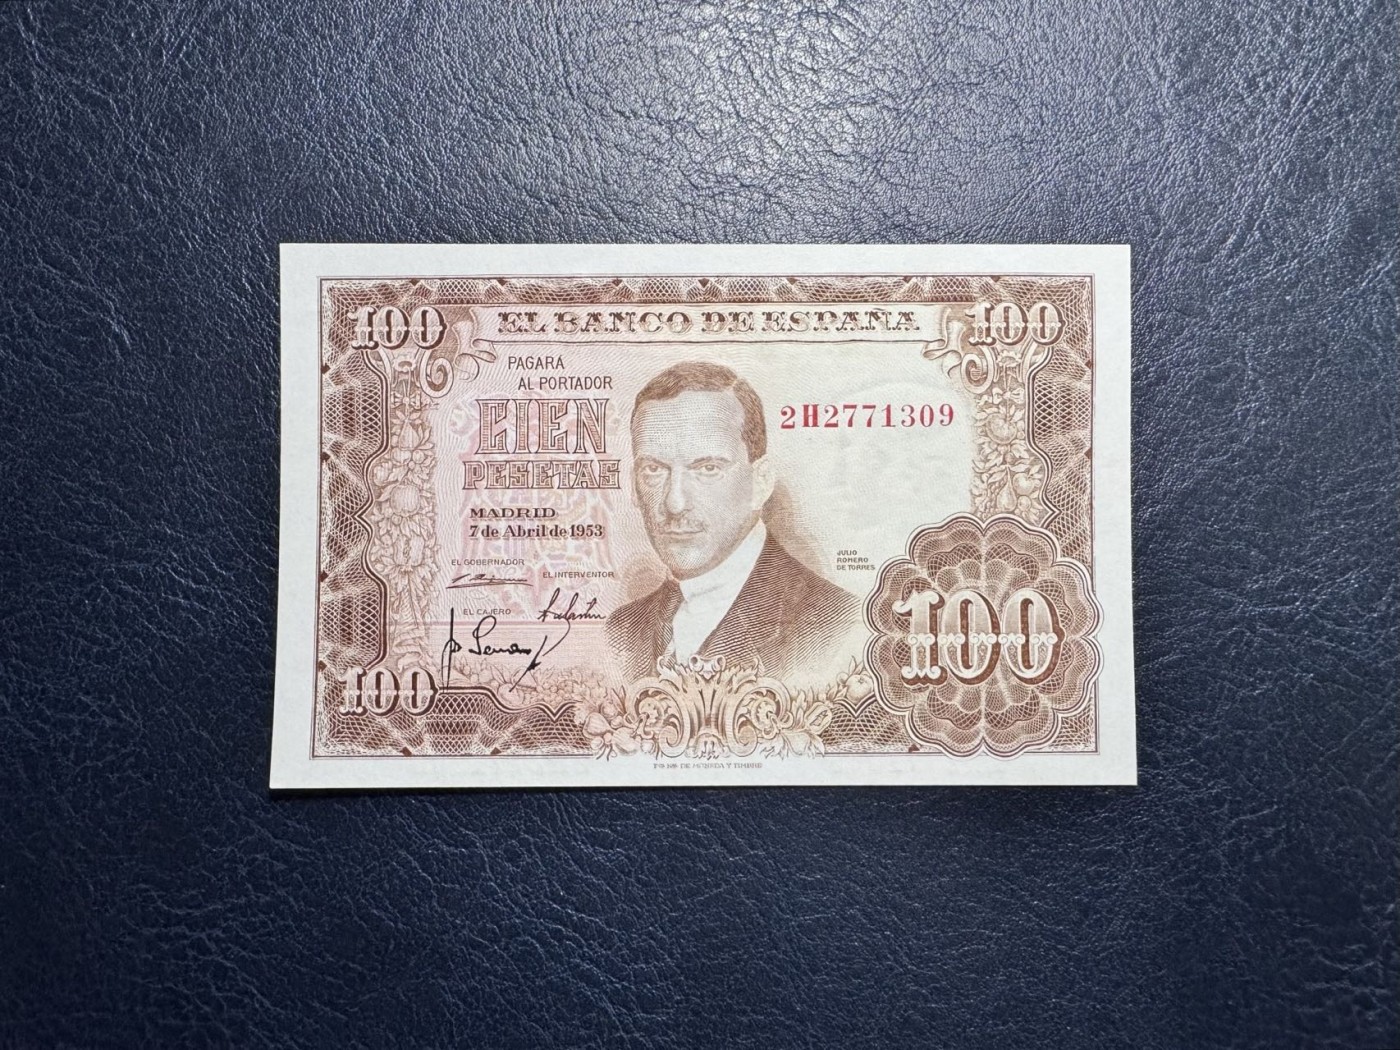 100 EL BANCO DE ESPAÑA 100
PAGARÁ
AL PORTADOR
CIEN
PESETAS
2H2771309
MADRID
7 de Abril de 1953
JULIO
ROMERO
DE TORRES
EL GOBERNADOR
EL INTERVENTOR
EL CAJERO
100
100